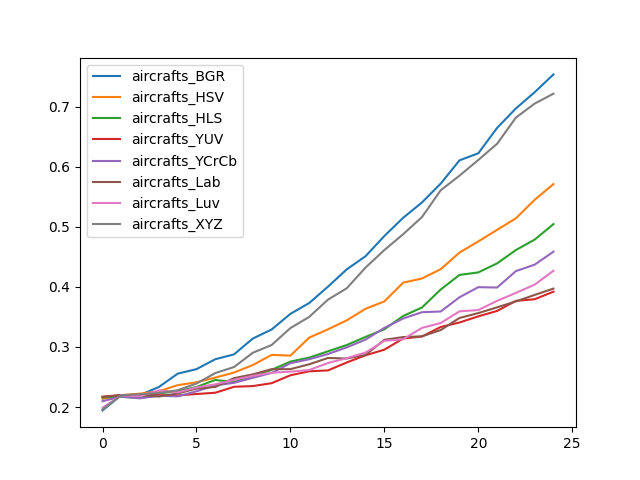 aircrafts_BGR
aircrafts_HSV
aircrafts_HLS
aircrafts_YUV
aircrafts_YCrCb
aircrafts_Lab
aircrafts_Luv
aircrafts_XYZ
0.7
0.6
0.5
0.4
0.3
0.2
0 5 10 15 20 25